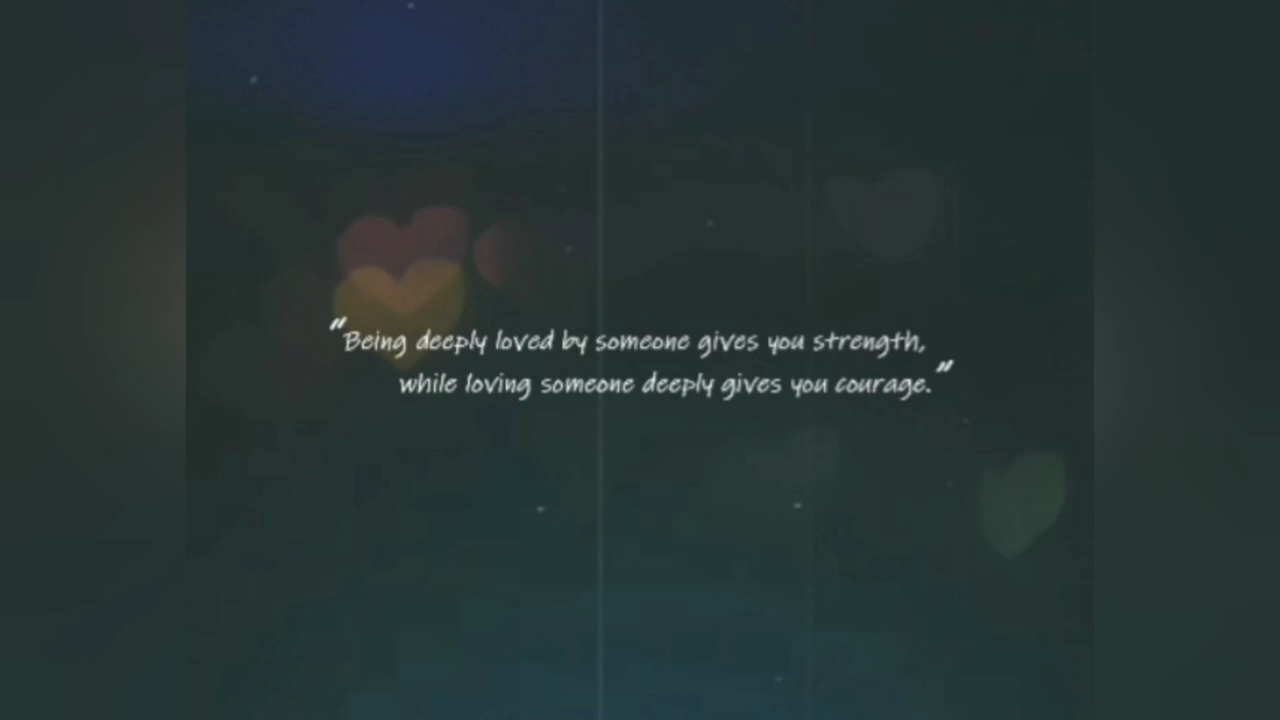 "Being deeply loved by someone gives you strength,
while loving someone deeply gives you courage."